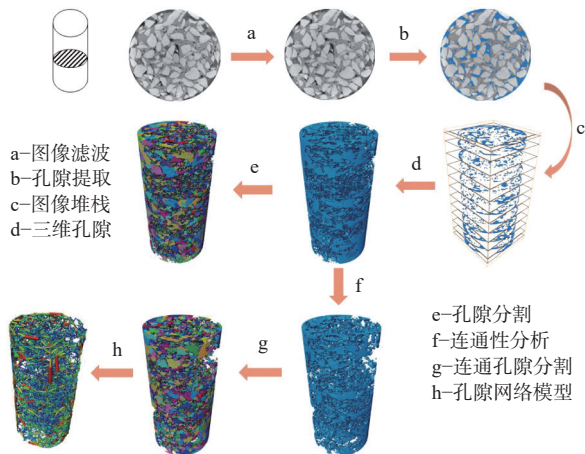 a
b
c
a–图像滤波
b–孔隙提取
c–图像堆栈
d–三维孔隙
e
d
f
e–孔隙分割
f–连通性分析
g–连通孔隙分割
h–孔隙网络模型
h
g